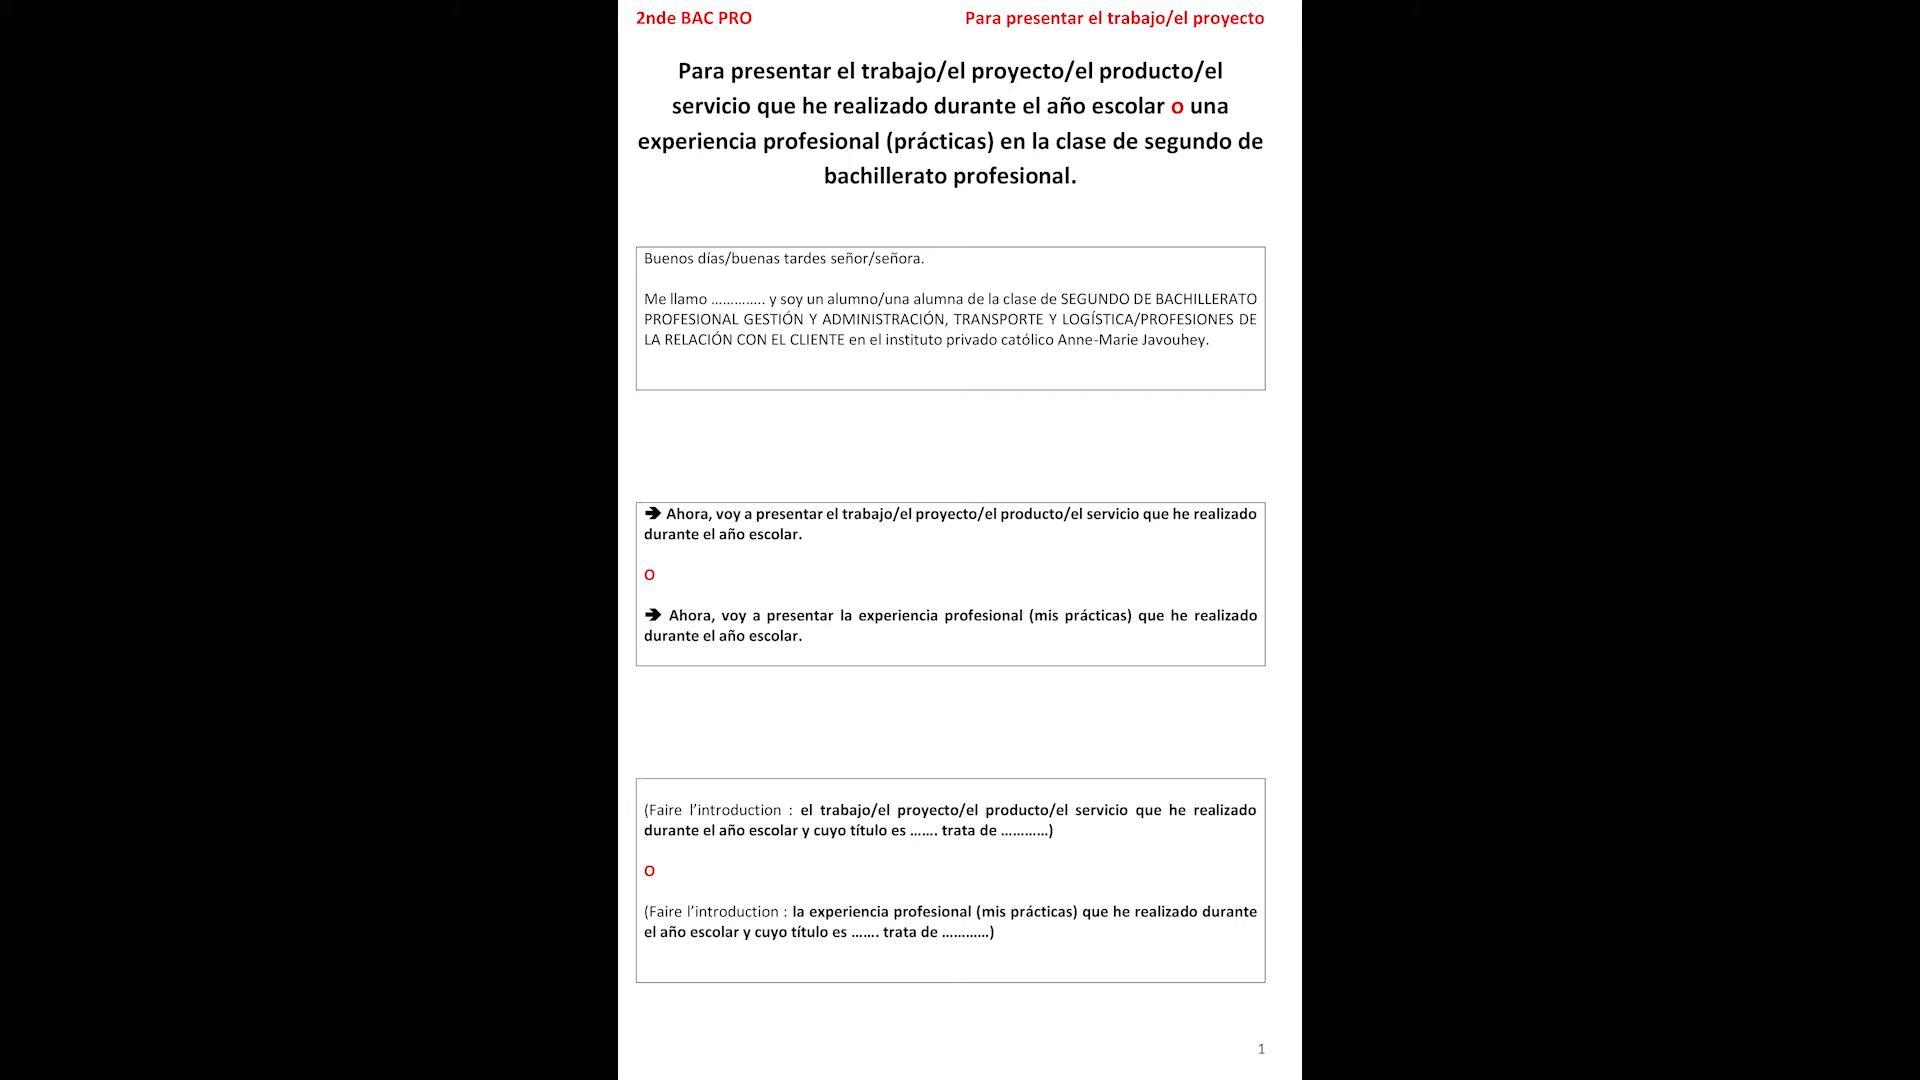 2nde BAC PRO Para presentar el trabajo/el proyecto
Para presentar el trabajo/el proyecto/el producto/el
servicio que he realizado durante el año escolar o una
experiencia profesional (prácticas) en la clase de segundo de
bachillerato profesional.
Buenos días/buenas tardes señor/señora.
Me llamo ………….. y soy un alumno/una alumna de la clase de SEGUNDO DE BACHILLERATO
PROFESIONAL GESTIÓN Y ADMINISTRACIÓN, TRANSPORTE Y LOGÍSTICA/PROFESIONES DE
LA RELACIÓN CON EL CLIENTE en el instituto privado católico Anne-Marie Javouhey.
➔ Ahora, voy a presentar el trabajo/el proyecto/el producto/el servicio que he realizado
durante el año escolar.
O
➔ Ahora, voy a presentar la experiencia profesional (mis prácticas) que he realizado
durante el año escolar.
(Faire l’introduction : el trabajo/el proyecto/el producto/el servicio que he realizado
durante el año escolar y cuyo título es ……. trata de …………)
O
(Faire l’introduction : la experiencia profesional (mis prácticas) que he realizado durante
el año escolar y cuyo título es ……. trata de …………)
1